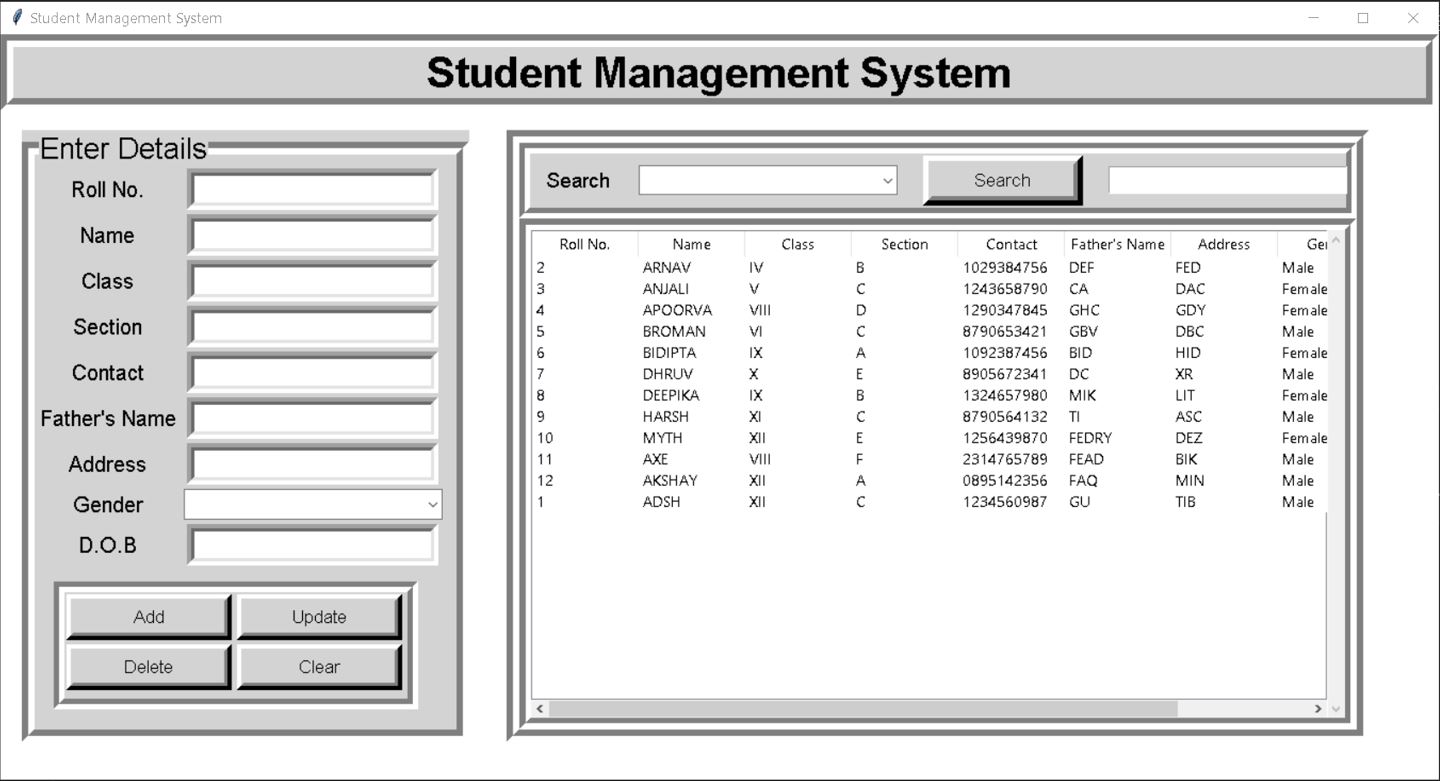 Student Management System
Student Management System
Enter Details
Roll No.
Name
Class
Section
Contact
Father's Name
Address
Gender
D.O.B
Add Update
Delete Clear
Search Search
Roll No. Name Class Section Contact Father's Name Address Ger
2 ARNAV IV B 1029384756 DEF FED Male
3 ANJALI V C 1243658790 CA DAC Female
4 APOORVA VIII D 1290347845 GHC GDY Female
5 BROMAN VI C 8790653421 GBV DBC Male
6 BIDIPTA IX A 1092387456 BID HID Female
7 DHRUV X E 8905672341 DC XR Male
8 DEEPIKA IX B 1324657980 MIK LIT Female
9 HARSH XI C 8790564132 TI ASC Male
10 MYTH XII E 1256439870 FEDRY DEZ Female
11 AXE VIII F 2314765789 FEAD BIK Male
12 AKSHAY XII A 0895142356 FAQ MIN Male
1 ADSH XII C 1234560987 GU TIB Male